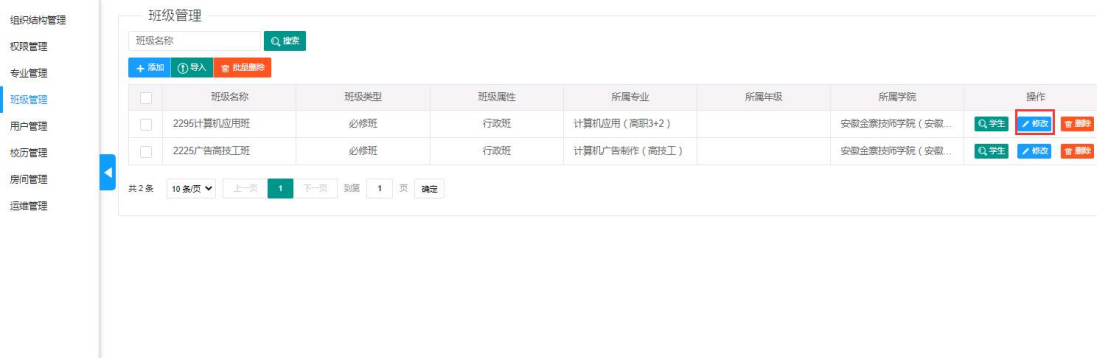 组织结构管理
权限管理
专业管理
班级管理
用户管理
校历管理
房间管理
运维管理
班级管理
班级名称 搜索
添加 导入 批量删除
班级名称 班级类型 班级属性 所属专业 所属年级 所属学院 操作
2295计算机应用班 必修班 行政班 计算机应用（高职3+2） 安徽金寨技师学院（安徽... 学生 修改 删除
2225广告高技工班 必修班 行政班 计算机广告制作（高技工） 安徽金寨技师学院（安徽... 学生 修改 删除
共 2 条 10 条/页 上一页 1 下一页 到第 1 页 确定